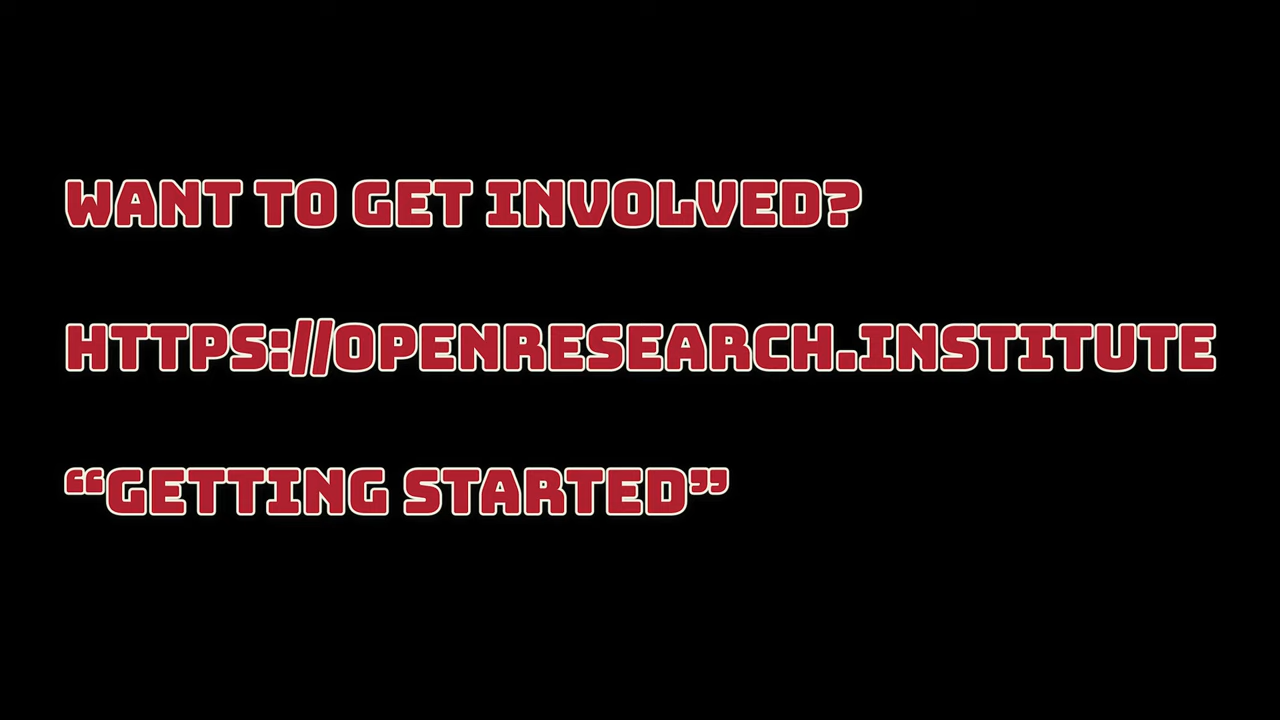 WANT TO GET INVOLVED?
HTTPS://OPENRESEARCH.INSTITUTE
“GETTING STARTED”